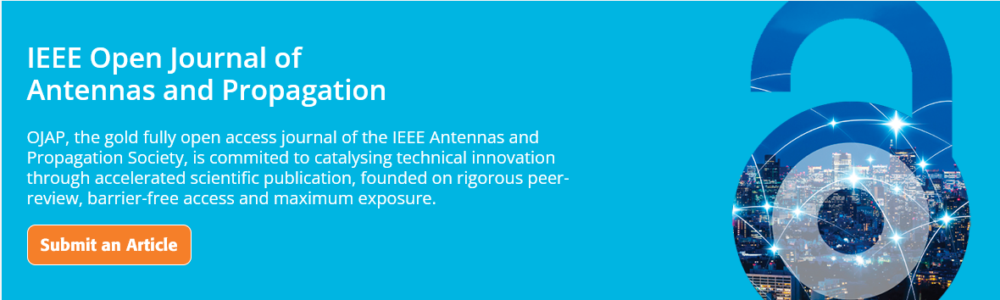 IEEE Open Journal of
Antennas and Propagation
OJAP, the gold fully open access journal of the IEEE Antennas and
Propagation Society, is commited to catalysing technical innovation
through accelerated scientific publication, founded on rigorous peer-
review, barrier-free access and maximum exposure.
Submit an Article